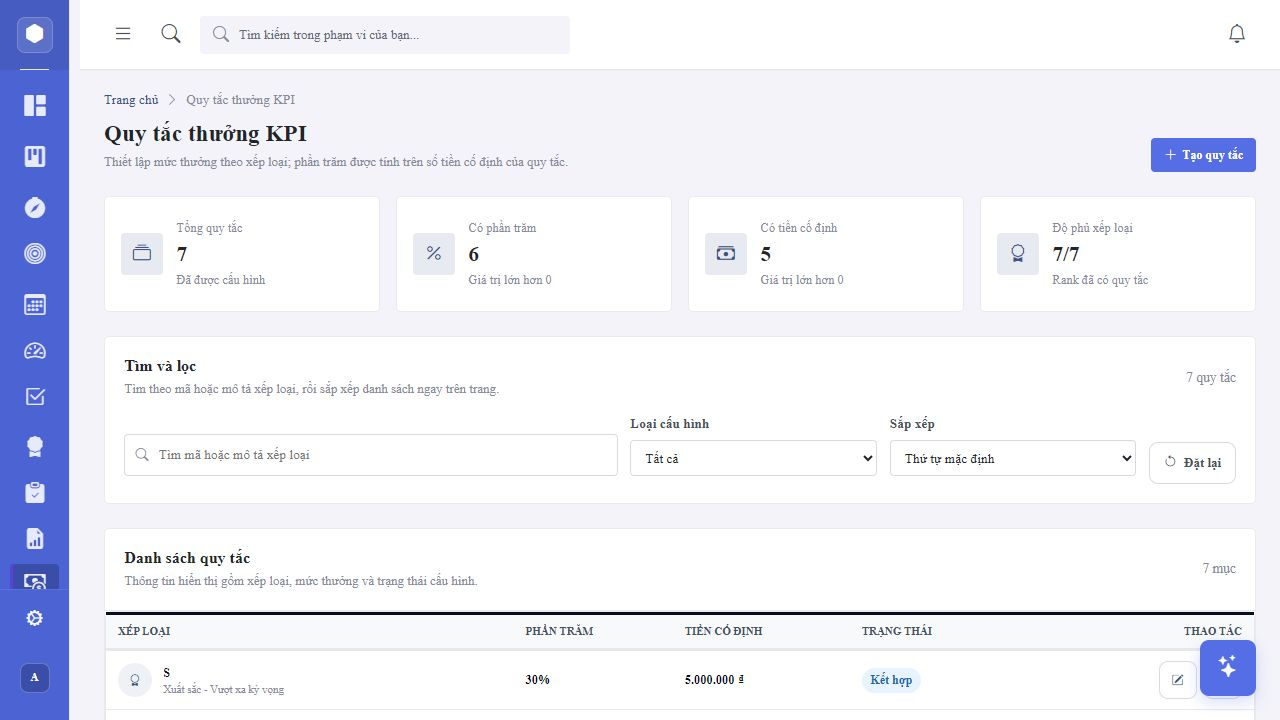 Tìm kiếm trong phạm vi của bạn...
Trang chủ
Quy tắc thưởng KPI
Quy tắc thưởng KPI
Thiết lập mức thưởng theo xếp loại; phần trăm được tính trên số tiền cố định của quy tắc.
Tạo quy tắc
Tổng quy tắc
7
Đã được cấu hình
Có phần trăm
6
Giá trị lớn hơn 0
Có tiền cố định
5
Giá trị lớn hơn 0
Độ phủ xếp loại
7/7
Rank đã có quy tắc
Tìm và lọc
Tìm theo mã hoặc mô tả xếp loại, rồi sắp xếp danh sách ngay trên trang.
7 quy tắc
Tìm mã hoặc mô tả xếp loại
Loại cấu hình
Tất cả
Sắp xếp
Thứ tự mặc định
Đặt lại
Danh sách quy tắc
Thông tin hiển thị gồm xếp loại, mức thưởng và trạng thái cấu hình.
7 mục
XẾP LOẠI PHẦN TRĂM TIỀN CỐ ĐỊNH TRẠNG THÁI THAO TÁC
S
Xuất sắc - Vượt xa kỳ vọng
30% 5.000.000 ₫ Kết hợp
A